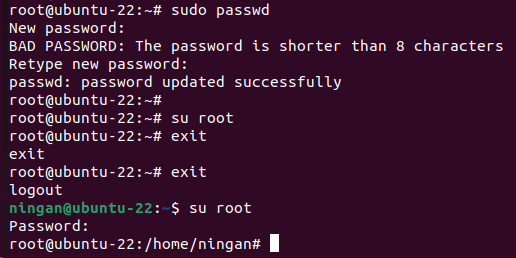 root@ubuntu-22:~# sudo passwd
New password:
BAD PASSWORD: The password is shorter than 8 characters
Retype new password:
passwd: password updated successfully
root@ubuntu-22:~#
root@ubuntu-22:~# su root
root@ubuntu-22:~# exit
exit
root@ubuntu-22:~# exit
logout
ningan@ubuntu-22:~$ su root
Password:
root@ubuntu-22:/home/ningan#